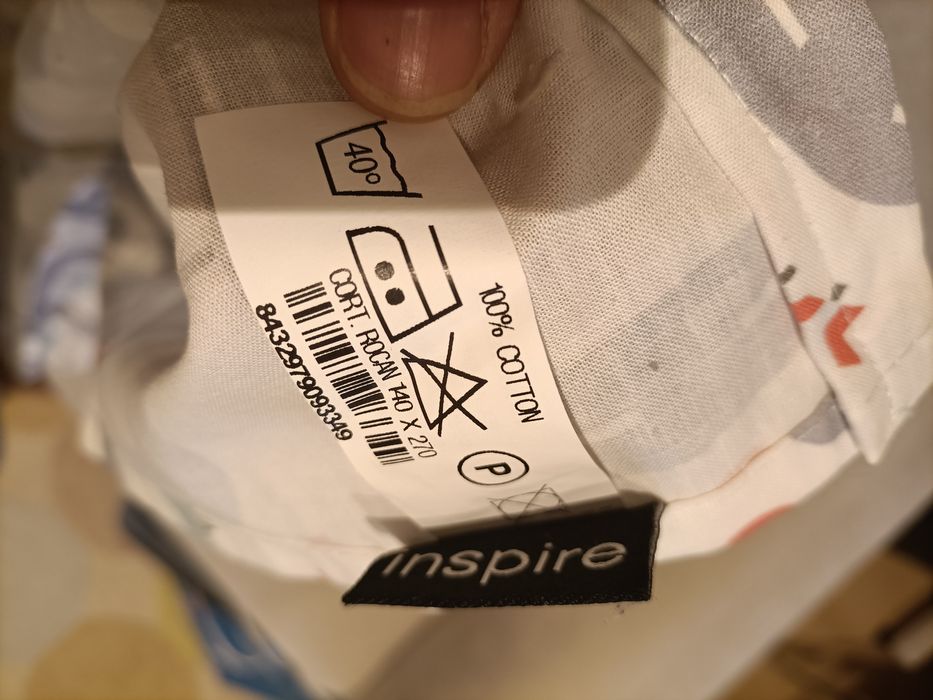 40°
100% COTTON
CORT. ROCAN 140 X 270
8432979093349
P
inspire